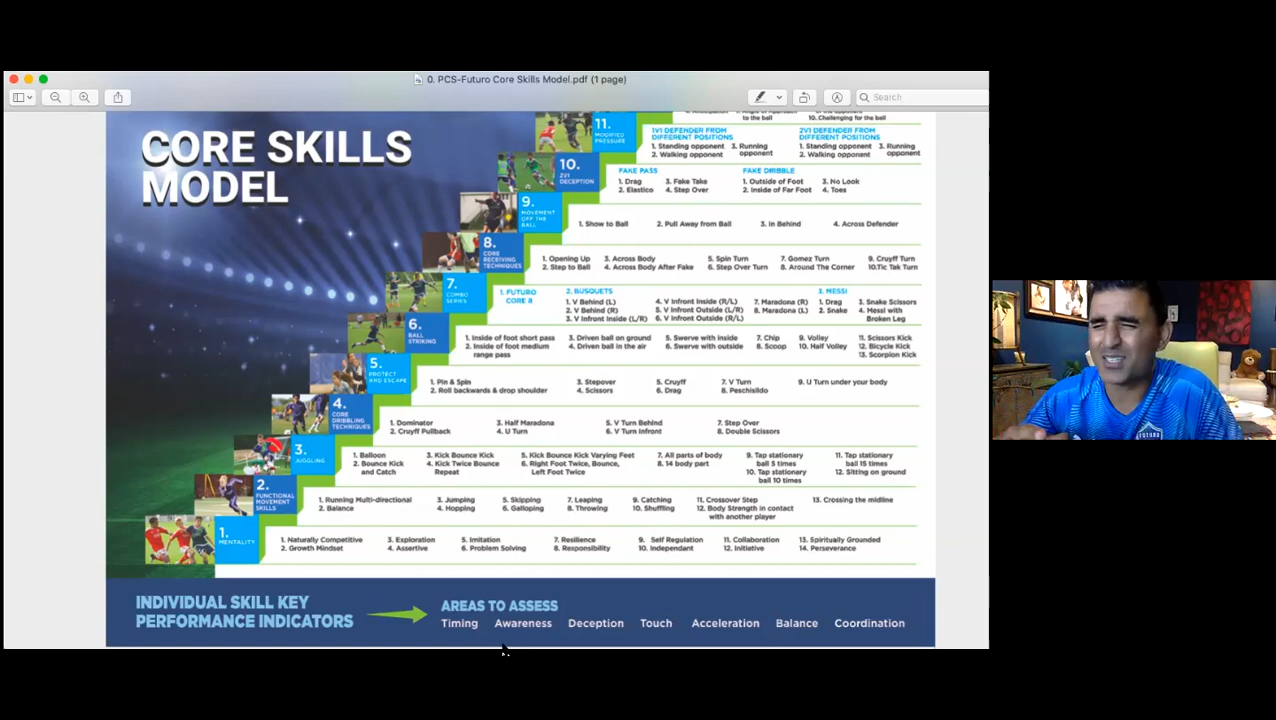 0. PCS-Futuro Core Skills Model.pdf (1 page)
Search
CORE SKILLS
MODEL
to the ball
10. Challenging for the ball
11.
MODIFIED
PRESSURE
1V1 DEFENDER FROM
DIFFERENT POSITIONS
1. Standing opponent
2. Walking opponent
3. Running
opponent
2V1 DEFENDER FROM
DIFFERENT POSITIONS
1. Standing opponent
2. Walking opponent
3. Running
opponent
10.
2V1
DECEPTION
FAKE PASS
1. Drag
2. Elastico
3. Fake Take
4. Step Over
FAKE DRIBBLE
1. Outside of Foot
2. Inside of Far Foot
3. No Look
4. Toes
9.
MOVEMENT
OFF THE
BALL
1. Show to Ball
2. Pull Away from Ball
3. In Behind
4. Across Defender
8.
CORE
RECEIVING
TECHNIQUES
1. Opening Up
2. Step to Ball
3. Across Body
4. Across Body After Fake
5. Spin Turn
6. Step Over Turn
7. Gomez Turn
8. Around The Corner
9. Cruyff Turn
10.Tic Tak Turn
7.
COMBO
SERIES
1. FUTURO
CORE 8
2. BUSQUETS
1. V Behind (L)
2. V Behind (R)
3. V Infront Inside (L/R)
4. V Infront Inside (R/L)
5. V Infront Outside (L/R)
6. V Infront Outside (R/L)
7. Maradona (R)
8. Maradona (L)
3. MESSI
1. Drag
2. Snake
3. Snake Scissors
4. Messi with
Broken Leg
6.
BALL
STRIKING
1. Inside of foot short pass
2. Inside of foot medium
range pass
3. Driven ball on ground
4. Driven ball in the air
5. Swerve with inside
6. Swerve with outside
7. Chip
8. Scoop
9. Volley
10. Half Volley
11. Scissors Kick
12. Bicycle Kick
13. Scorpion Kick
5.
PROTECT
AND ESCAPE
1. Pin & Spin
2. Roll backwards & drop shoulder
3. Stepover
4. Scissors
5. Cruyff
6. Drag
7. V Turn
8. Peschisildo
9. U Turn under your body
4.
CORE
DRIBBLING
TECHNIQUES
1. Dominator
2. Cruyff Pullback
3. Half Maradona
4. U Turn
5. V Turn Behind
6. V Turn Infront
7. Step Over
8. Double Scissors
3.
JUGGLING
1. Balloon
2. Bounce Kick
and Catch
3. Kick Bounce Kick
4. Kick Twice Bounce
Repeat
5. Kick Bounce Kick Varying Feet
6. Right Foot Twice, Bounce,
Left Foot Twice
7. All parts of body
8. 14 body part
9. Tap stationary
ball 5 times
10. Tap stationary
ball 10 times
11. Tap stationary
ball 15 times
12. Sitting on ground
2.
FUNCTIONAL
MOVEMENT
SKILLS
1. Running Multi-directional
2. Balance
3. Jumping
4. Hopping
5. Skipping
6. Galloping
7. Leaping
8. Throwing
9. Catching
10. Shuffling
11. Crossover Step
12. Body Strength in contact
with another player
13. Crossing the midline
1.
MENTALITY
1. Naturally Competitive
2. Growth Mindset
3. Exploration
4. Assertive
5. Imitation
6. Problem Solving
7. Resilience
8. Responsibility
9. Self Regulation
10. Independant
11. Collaboration
12. Initiative
13. Spiritually Grounded
14. Perseverance
INDIVIDUAL SKILL KEY
PERFORMANCE INDICATORS
AREAS TO ASSESS
Timing Awareness Deception Touch Acceleration Balance Coordination